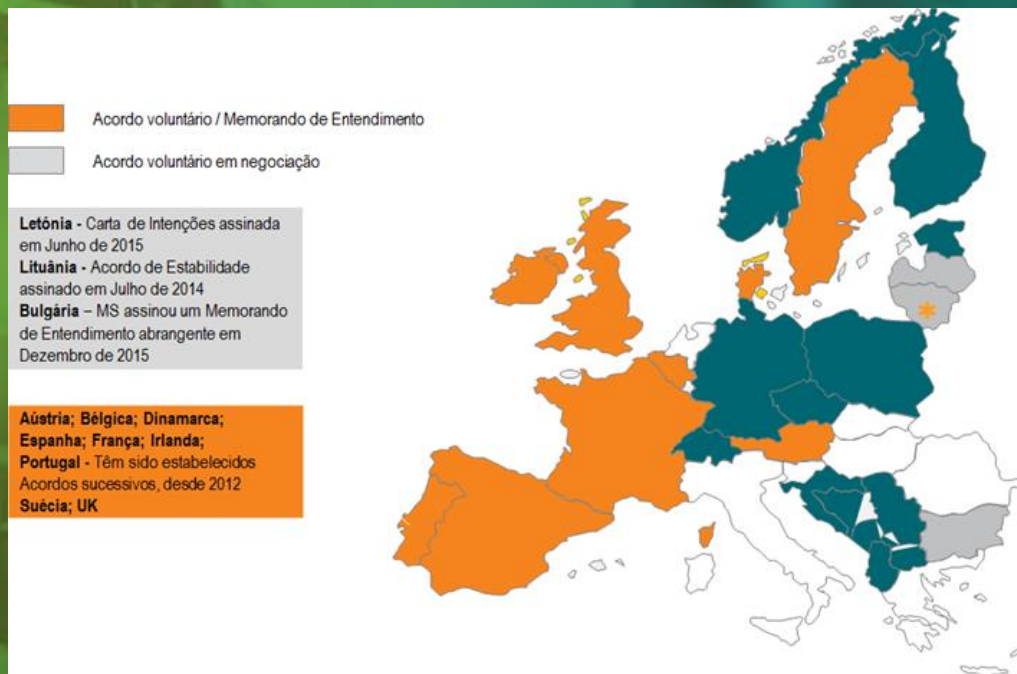 Acordo voluntário / Memorando de Entendimento
Acordo voluntário em negociação
Letónia - Carta de Intenções assinada
em Junho de 2015
Lituânia - Acordo de Estabilidade
assinado em Julho de 2014
Bulgária – MS assinou um Memorando
de Entendimento abrangente em
Dezembro de 2015
Aústria; Bélgica; Dinamarca;
Espanha; França; Irlanda;
Portugal - Têm sido estabelecidos
Acordos sucessivos, desde 2012
Suécia; UK